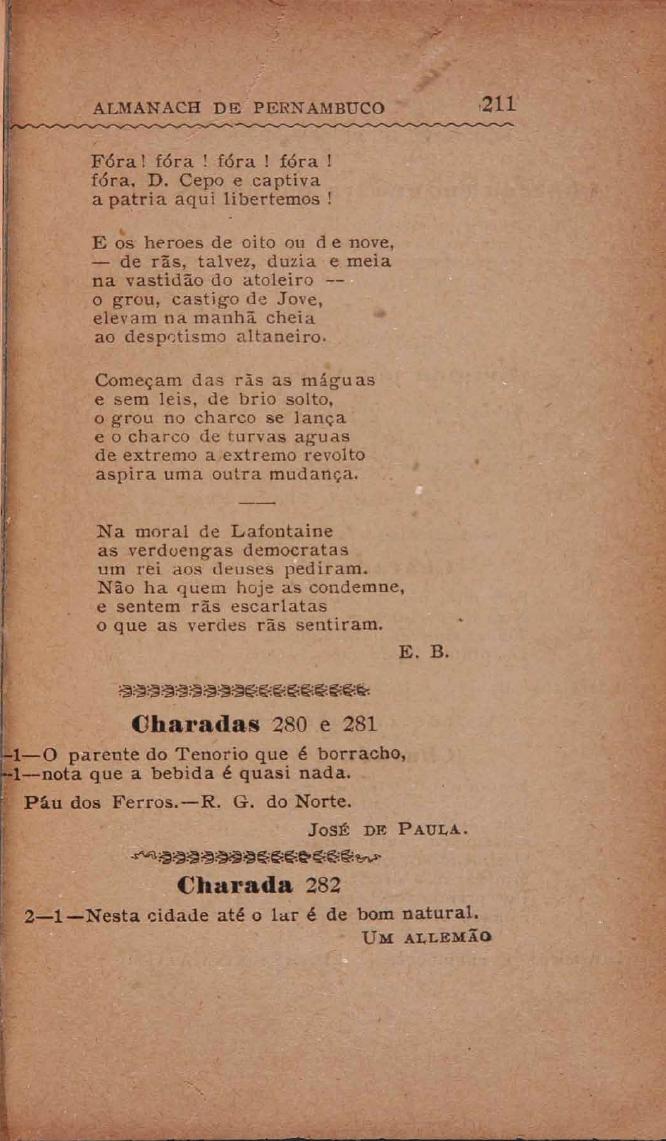 ALMANACH DE PERNAMBUCO 211
Fóra! fóra ! fóra ! fóra !
fóra, D. Cepo e captiva
a patria aqui libertemos !
E os heroes de oito ou de nove,
— de rãs, talvez, duzia e meia
na vastidão do atoleiro —
o grou, castigo de Jove,
elevam na manhã cheia
ao despotismo altaneiro.
Começam das rãs as máguas
e sem leis, de brio solto,
o grou no charco se lança
e o charco de turvas aguas
de extremo a extremo revolto
aspira uma outra mudança.
Na moral de Lafontaine
as verdoengas democratas
um rei aos deuses pediram.
Não ha quem hoje as condemne,
e sentem rãs escarlatas
o que as verdes rãs sentiram.
E. B.
Charadas 280 e 281
-1—O parente do Tenorio que é borracho,
-1—nota que a bebida é quasi nada.
Páu dos Ferros.—R. G. do Norte.
JOSÉ DE PAULA.
Charada 282
2—1—Nesta cidade até o lar é de bom natural.
UM ALLEMÃO